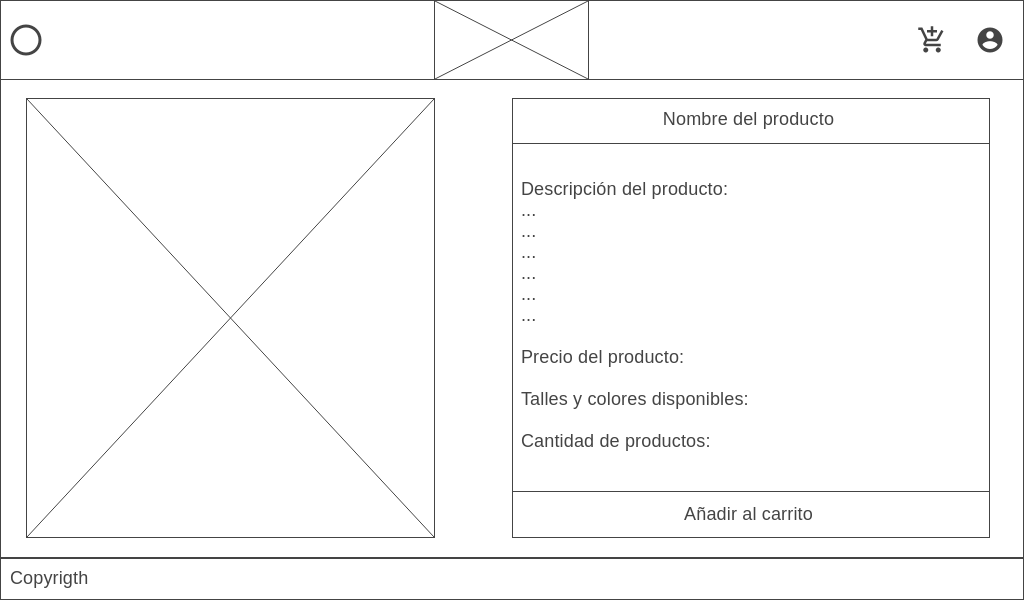 Nombre del producto
Descripción del producto:
...
...
...
...
...
...
Precio del producto:
Talles y colores disponibles:
Cantidad de productos:
Añadir al carrito
Copyrigth